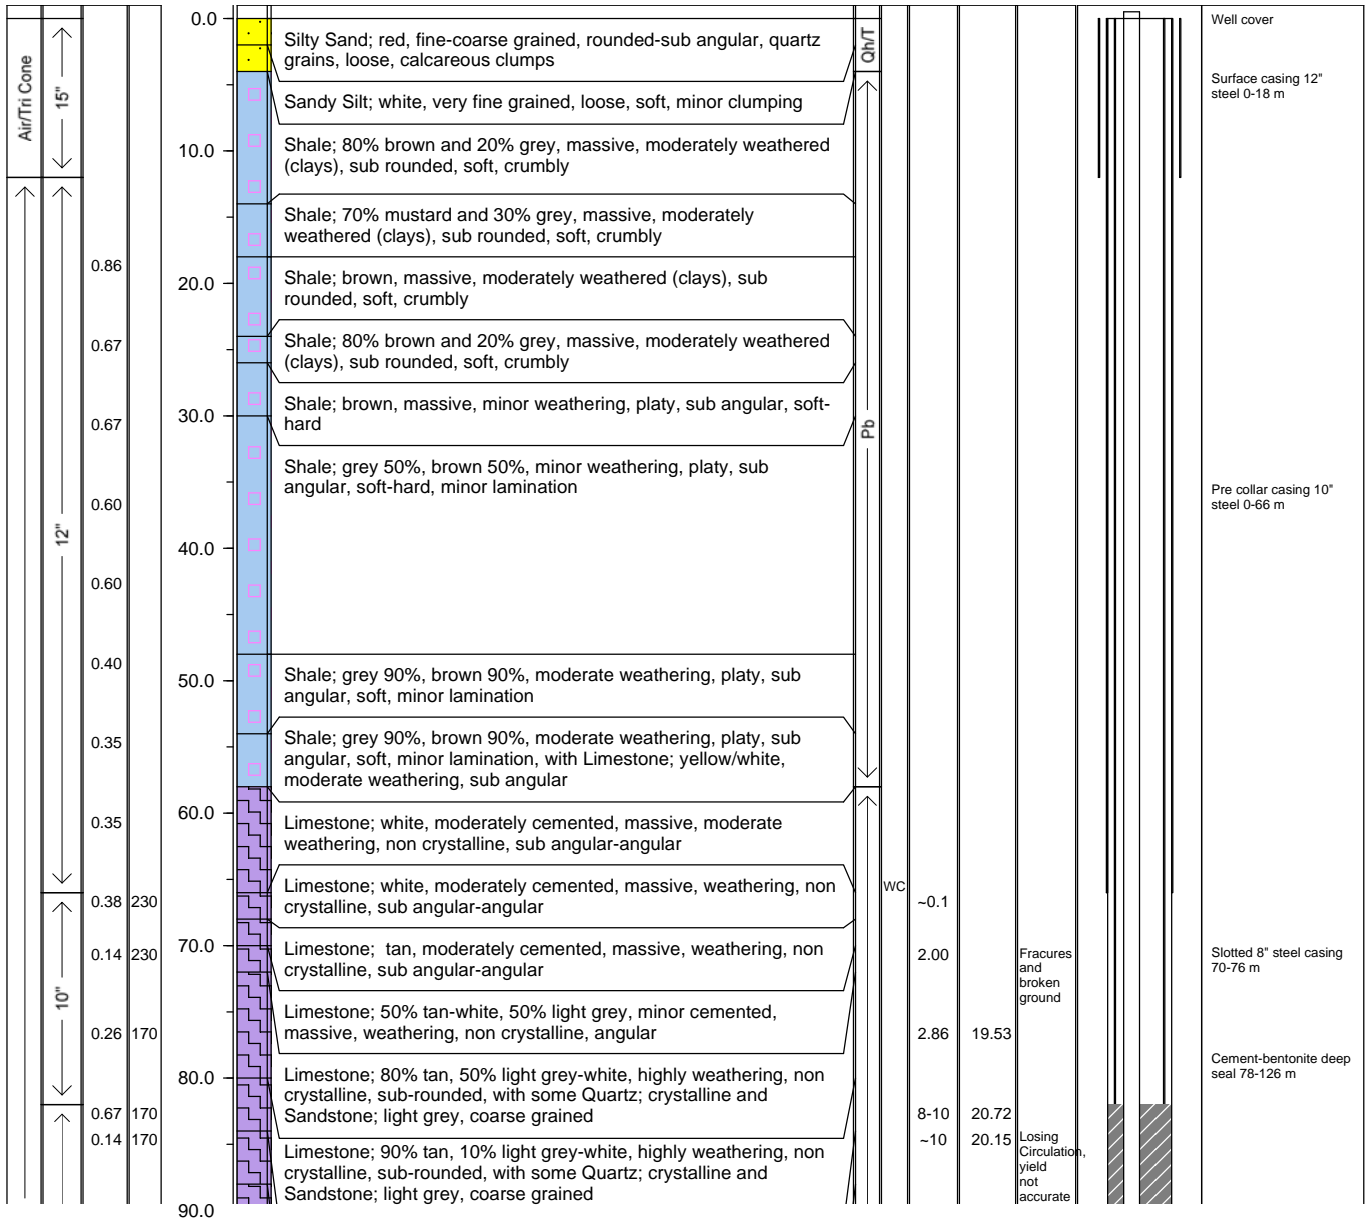 0.0
Silty Sand; red, fine-coarse grained, rounded-sub angular, quartz
grains, loose, calcareous clumps
Qh/T
Well cover
Air/Tri Cone
15"
Sandy Silt; white, very fine grained, loose, soft, minor clumping
Surface casing 12"
steel 0-18 m
10.0
Shale; 80% brown and 20% grey, massive, moderately weathered
(clays), sub rounded, soft, crumbly
Shale; 70% mustard and 30% grey, massive, moderately
weathered (clays), sub rounded, soft, crumbly
0.86
20.0
Shale; brown, massive, moderately weathered (clays), sub
rounded, soft, crumbly
0.67
Shale; 80% brown and 20% grey, massive, moderately weathered
(clays), sub rounded, soft, crumbly
0.67
30.0
Shale; brown, massive, minor weathering, platy, sub angular, soft-
hard
Pb
Shale; grey 50%, brown 50%, minor weathering, platy, sub
angular, soft-hard, minor lamination
0.60
Pre collar casing 10"
steel 0-66 m
12"
40.0
0.60
0.40
50.0
Shale; grey 90%, brown 90%, moderate weathering, platy, sub
angular, soft, minor lamination
0.35
Shale; grey 90%, brown 90%, moderate weathering, platy, sub
angular, soft, minor lamination, with Limestone; yellow/white,
moderate weathering, sub angular
60.0
0.35
Limestone; white, moderately cemented, massive, moderate
weathering, non crystalline, sub angular-angular
Limestone; white, moderately cemented, massive, weathering, non
crystalline, sub angular-angular
WC
0.38 230
~0.1
70.0
0.14 230
Limestone;  tan, moderately cemented, massive, weathering, non
crystalline, sub angular-angular
2.00
Fracures
and
broken
ground
Slotted 8" steel casing
70-76 m
10"
Limestone; 50% tan-white, 50% light grey, minor cemented,
massive, weathering, non crystalline, angular
0.26 170
2.86 19.53
80.0
Limestone; 80% tan, 50% light grey-white, highly weathering, non
crystalline, sub-rounded, with some Quartz; crystalline and
Sandstone; light grey, coarse grained
Cement-bentonite deep
seal 78-126 m
0.67 170
8-10 20.72
0.14 170
~10 20.15
Losing
Circulation,
yield
not
accurate
Limestone; 90% tan, 10% light grey-white, highly weathering, non
crystalline, sub-rounded, with some Quartz; crystalline and
Sandstone; light grey, coarse grained
90.0